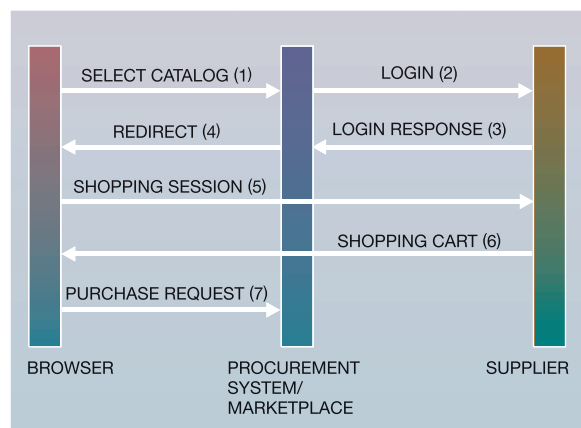 SELECT CATALOG (1)
LOGIN (2)
REDIRECT (4)
LOGIN RESPONSE (3)
SHOPPING SESSION (5)
SHOPPING CART (6)
PURCHASE REQUEST (7)
BROWSER
PROCUREMENT
SYSTEM/
MARKETPLACE
SUPPLIER